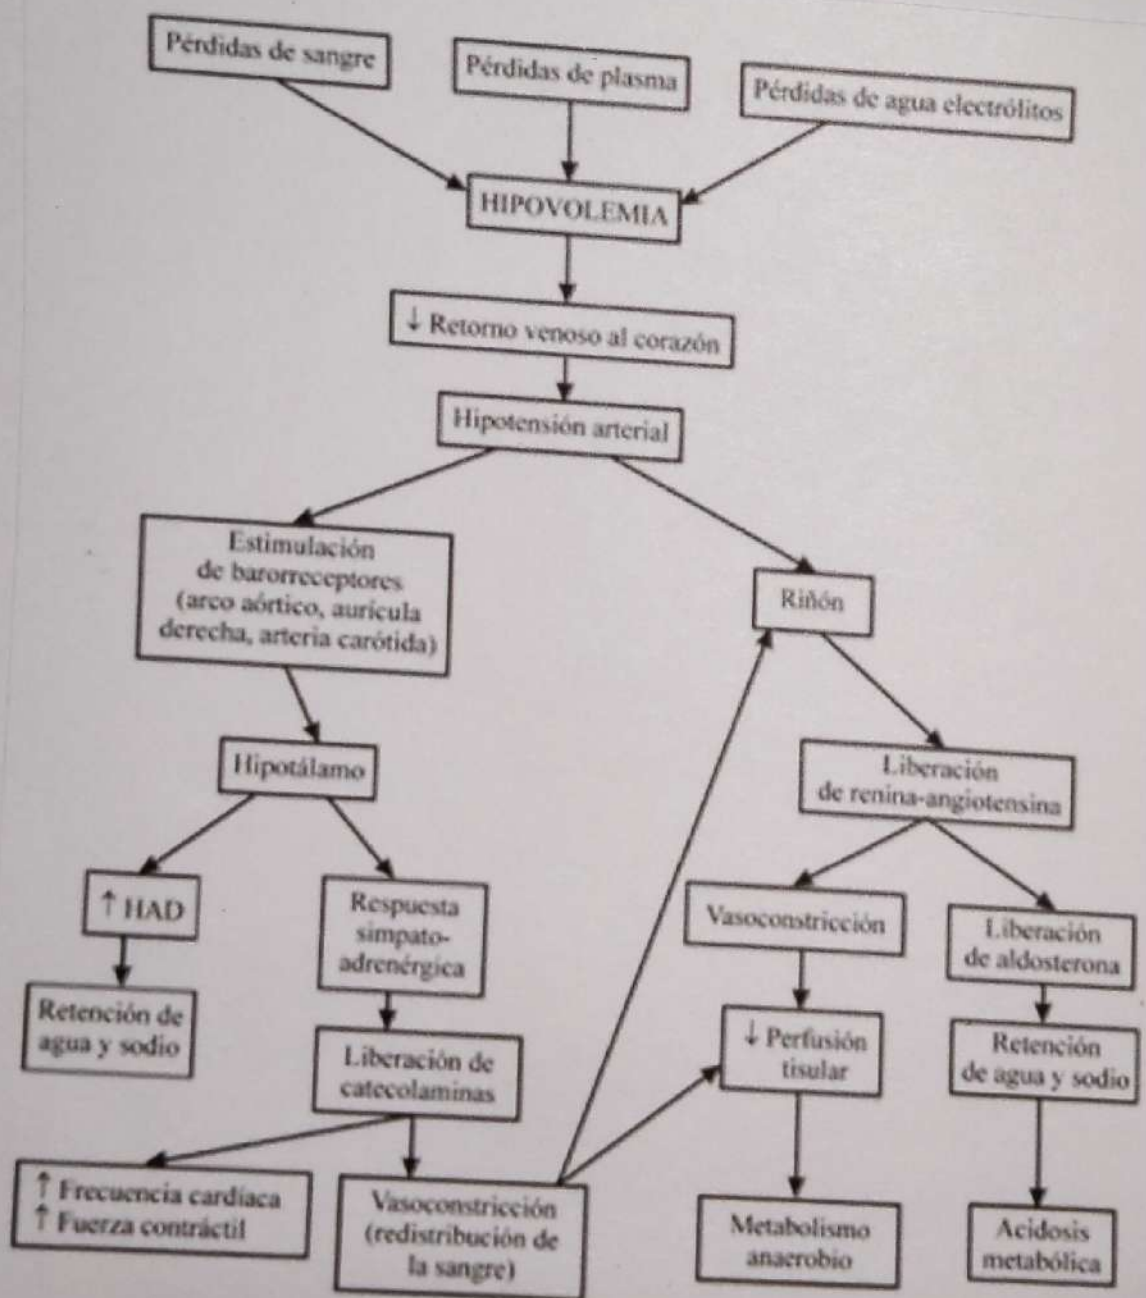 Pérdidas de sangre
Pérdidas de plasma
Pérdidas de agua electrólitos
HIPOVOLEMIA
↓ Retorno venoso al corazón
Hipotensión arterial
Estimulación
de barorreceptores
(arco aórtico, aurícula
derecha, arteria carótida)
Riñón
Hipotálamo
Liberación
de renina-angiotensina
↑ HAD
Respuesta
simpato-
adrenérgica
Vasoconstricción
Liberación
de aldosterona
Retención de
agua y sodio
Liberación de
catecolaminas
↓ Perfusión
tisular
Retención
de agua y sodio
↑ Frecuencia cardíaca
↑ Fuerza contráctil
Vasoconstricción
(redistribución de
la sangre)
Metabolismo
anaerobio
Acidosis
metabólica